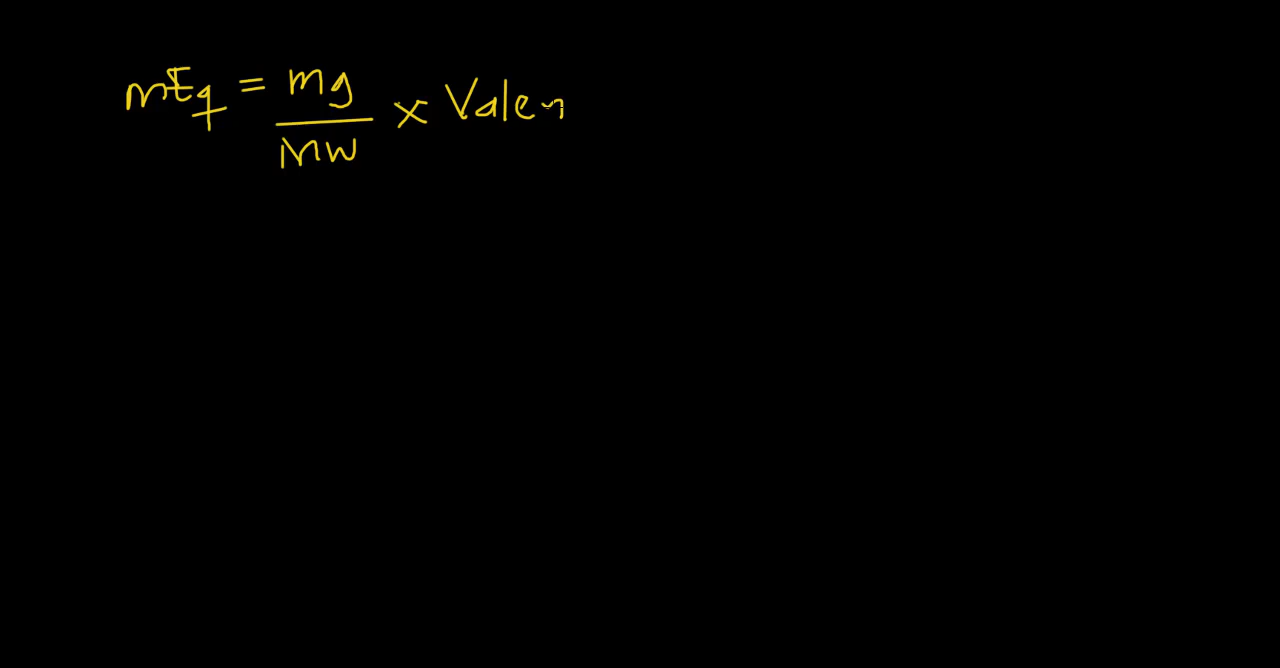 mEq = mg / MW × Valen